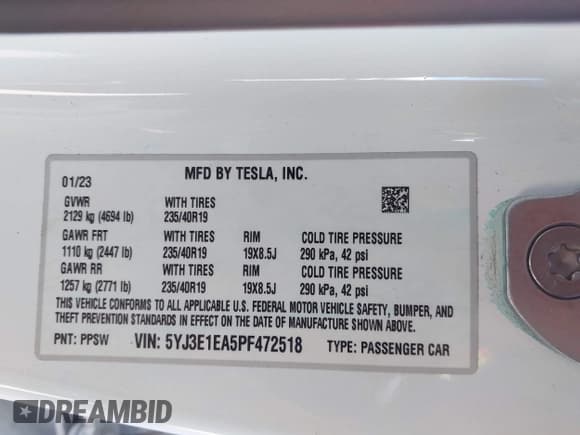 MFD BY TESLA, INC.
01/23
GVWR WITH TIRES
2129 kg (4694 lb) 235/40R19
GAWR FRT WITH TIRES RIM COLD TIRE PRESSURE
1110 kg (2447 lb) 235/40R19 19X8.5J 290 kPa, 42 psi
GAWR RR WITH TIRES RIM COLD TIRE PRESSURE
1257 kg (2771 lb) 235/40R19 19X8.5J 290 kPa, 42 psi
THIS VEHICLE CONFORMS TO ALL APPLICABLE U.S. FEDERAL MOTOR VEHICLE SAFETY, BUMPER, AND
THEFT PREVENTION STANDARDS IN EFFECT ON THE DATE OF MANUFACTURE SHOWN ABOVE.
PNT: PPSW VIN: 5YJ3E1EA5PF472518 TYPE: PASSENGER CAR
DREAMBID